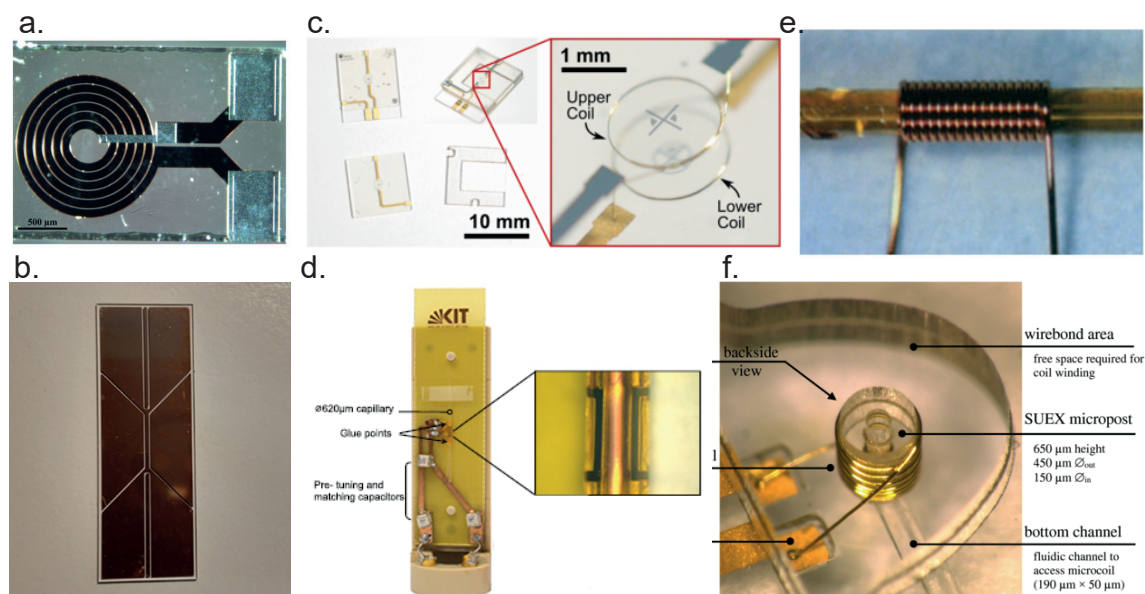 a.
500 µm
b.
c.
10 mm
1 mm
Upper
Coil
Lower
Coil
d.
KIT
ø620µm capillary
Glue points
Pre- tuning and
matching capacitors
e.
f.
backside
view
1
wirebond area
free space required for
coil winding
SUEX micropost
650 µm height
450 µm ∅out
150 µm ∅in
bottom channel
fluidic channel to
access microcoil
(190 µm × 50 µm)